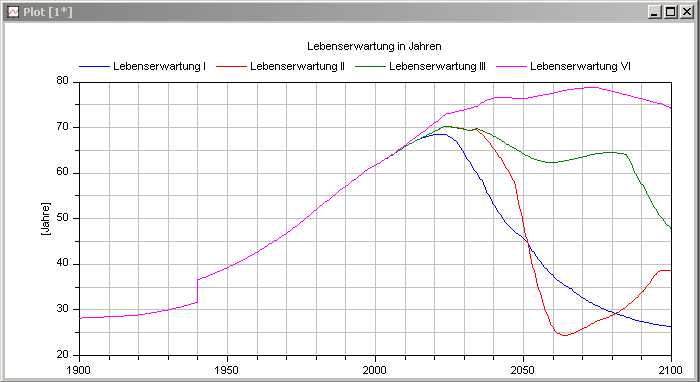 Plot [1*]
Lebenserwartung in Jahren
Lebenserwartung I Lebenserwartung II Lebenserwartung III Lebenserwartung VI
80
70
60
[Jahre]
50
40
30
20
1900 1950 2000 2050 2100